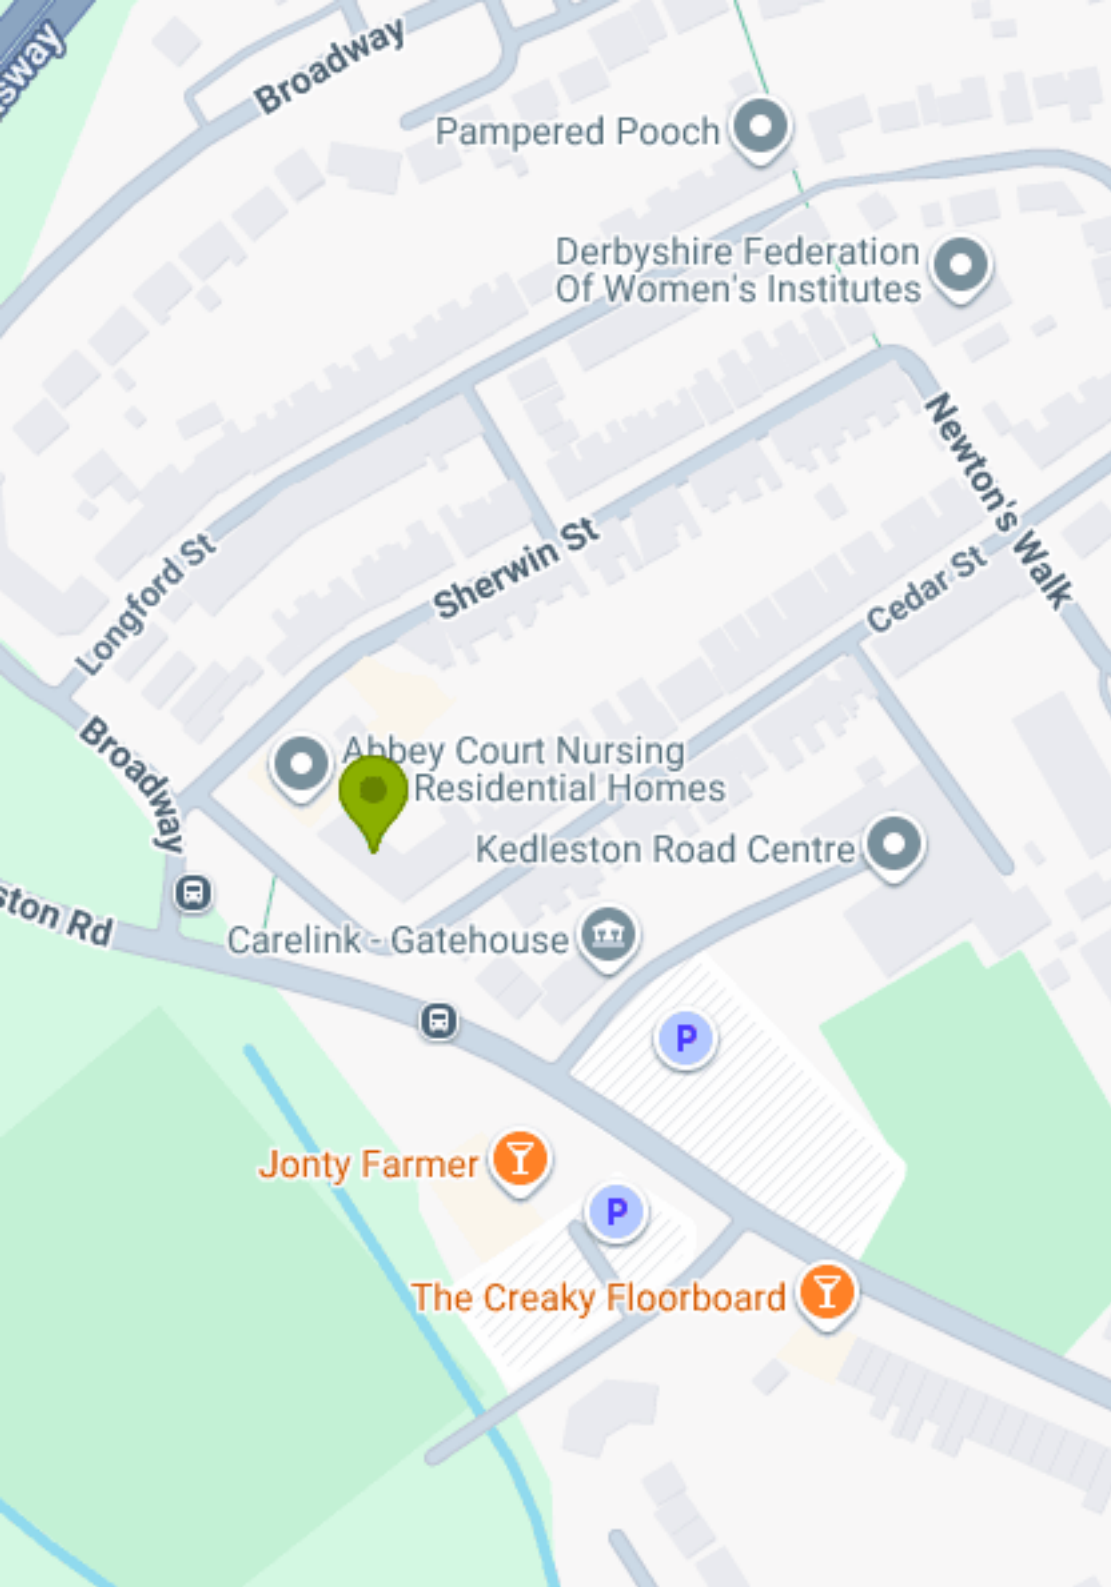 sway
Broadway
Pampered Pooch
Derbyshire Federation
Of Women's Institutes
Newton's Walk
Sherwin St
Longford St
Cedar St
Broadway
Abbey Court Nursing
Residential Homes
Kedleston Road Centre
ston Rd
Carelink - Gatehouse
P
Jonty Farmer
P
The Creaky Floorboard